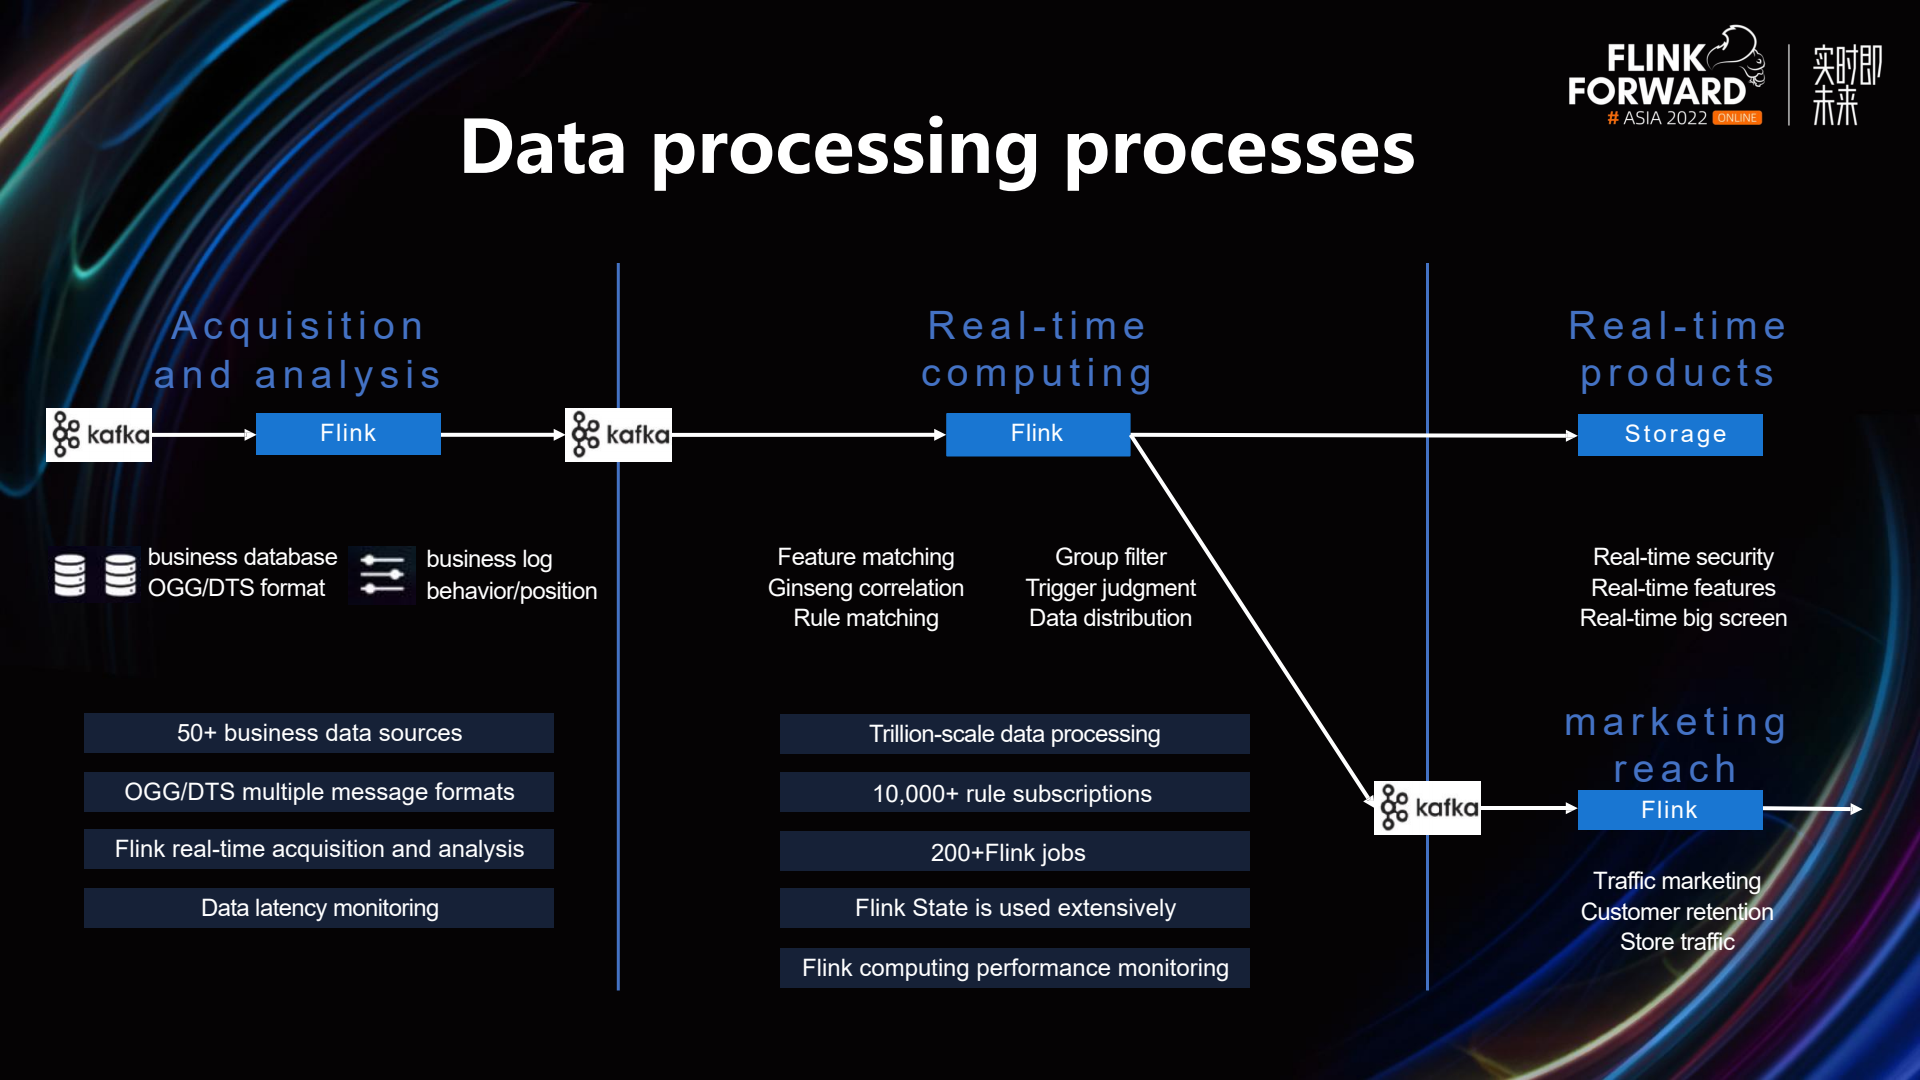 FLINK
FORWARD
# ASIA 2022 ONLINE
实时即
未来
Data processing processes
Acquisition
and analysis
Real-time
computing
Real-time
products
kafka
Flink
kafka
Flink
Storage
business database
OGG/DTS format
business log
behavior/position
Feature matching
Ginseng correlation
Rule matching
Group filter
Trigger judgment
Data distribution
Real-time security
Real-time features
Real-time big screen
50+ business data sources
OGG/DTS multiple message formats
Flink real-time acquisition and analysis
Data latency monitoring
Trillion-scale data processing
10,000+ rule subscriptions
200+Flink jobs
Flink State is used extensively
Flink computing performance monitoring
marketing
reach
kafka
Flink
Traffic marketing
Customer retention
Store traffic